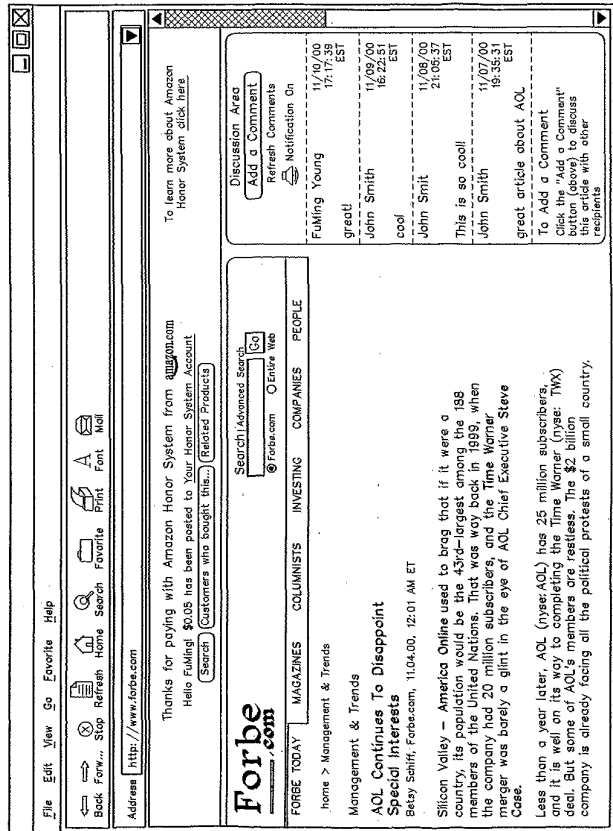 File Edit View Go Favorite Help
Back Forw... Stop Refresh Home Search Favorite Print Font Mail
Address http://www.forbe.com
Thanks for paying with Amazon Honor System from amazon.com
Hello FuMing! $0.05 has been posted to Your Honor System Account
Search Customers who bought this... Related Products
To learn more about Amazon
Honor System click here
Forbe
.com
Search | Advanced Search
Go
Forbe.com Entire Web
FORBE TODAY MAGAZINES COLUMNISTS INVESTING COMPANIES PEOPLE
home > Management & Trends
Management & Trends
AOL Continues To Disappoint
Special Interests
Betsy Schiff, Forbe.com, 11.04.00, 12:01 AM ET
Silicon Valley – America Online used to brag that if it were a
country, its population would be the 43rd-largest among the 188
members of the United Nations. That was way back in 1999, when
the company had 20 million subscribers, and the Time Warner
merger was barely a glint in the eye of AOL Chief Executive Steve
Case.
Less than a year later, AOL (nyse: AOL) has 25 million subscribers,
and it is well on its way to completing the Time Warner (nyse: TWX)
deal. But some of AOL's members are restless. The $2 billion
company is already facing all the political protests of a small country,
Discussion Area
Add a Comment
Refresh Comments
Notification On
FuMing Young 11/10/00
17:17:39
EST
great!
John Smith 11/09/00
16:22:51
EST
cool
John Smit 11/08/00
21:05:37
EST
This is so cool!
John Smith 11/07/00
19:35:31
EST
great article about AOL
To Add a Comment
Click the "Add a Comment"
button (above) to discuss
this article with other
recipients